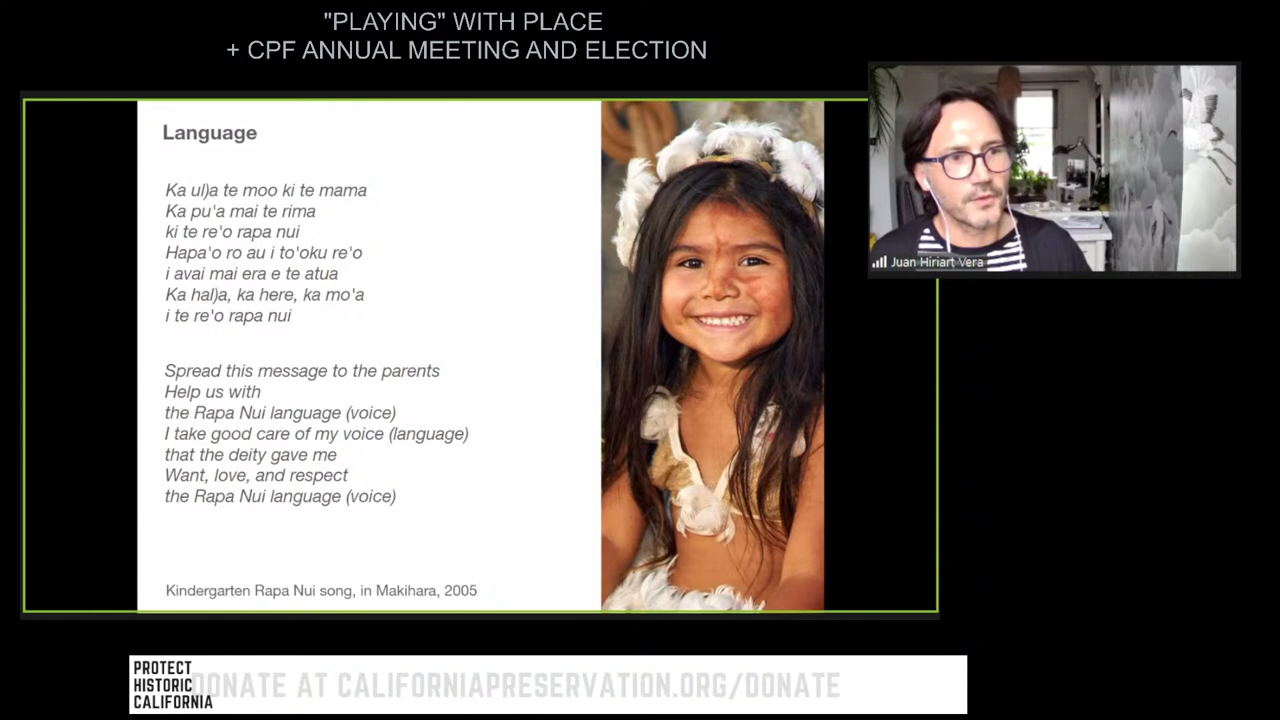 "PLAYING" WITH PLACE
+ CPF ANNUAL MEETING AND ELECTION
Language
Ka ul)a te moo ki te mama
Ka pu'a mai te rima
ki te re'o rapa nui
Hapa'o ro au i to'oku re'o
i avai mai era e te atua
Ka hal)a, ka here, ka mo'a
i te re'o rapa nui
Spread this message to the parents
Help us with
the Rapa Nui language (voice)
I take good care of my voice (language)
that the deity gave me
Want, love, and respect
the Rapa Nui language (voice)
Kindergarten Rapa Nui song, in Makihara, 2005
Juan Hiriart Vera
PROTECT
HISTORIC
CALIFORNIA
DONATE AT CALIFORNIAPRESERVATION.ORG/DONATE